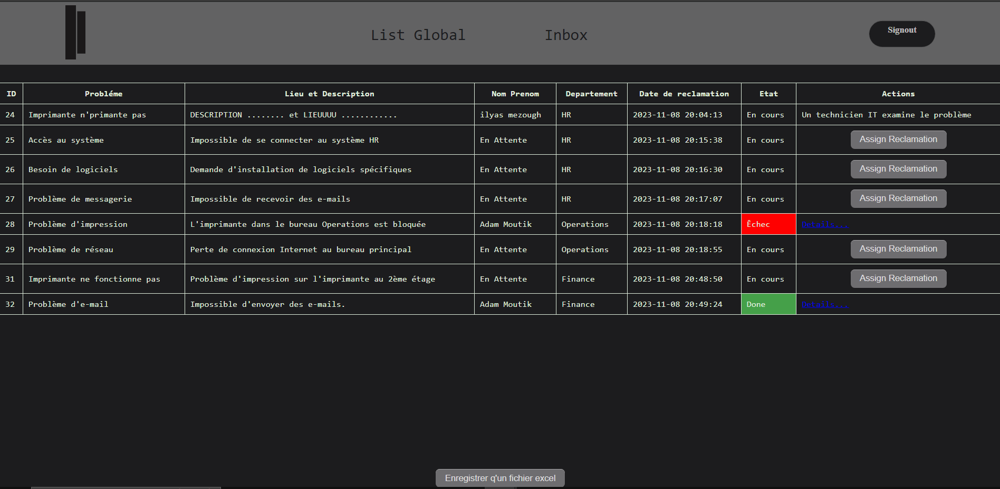 List Global Inbox Signout
ID Probléme Lieu et Description Nom Prenom Departement Date de reclamation Etat Actions
24 Imprimante n'primante pas DESCRIPTION ........ et LIEUUUU ............ ilyas mezough HR 2023-11-08 20:04:13 En cours Un technicien IT examine le problème
25 Accès au système Impossible de se connecter au système HR En Attente HR 2023-11-08 20:15:38 En cours Assign Reclamation
26 Besoin de logiciels Demande d'installation de logiciels spécifiques En Attente HR 2023-11-08 20:16:30 En cours Assign Reclamation
27 Problème de messagerie Impossible de recevoir des e-mails En Attente HR 2023-11-08 20:17:07 En cours Assign Reclamation
28 Problème d'impression L'imprimante dans le bureau Operations est bloquée Adam Moutik Operations 2023-11-08 20:18:18 Êchec Details...
29 Problème de réseau Perte de connexion Internet au bureau principal En Attente Operations 2023-11-08 20:18:55 En cours Assign Reclamation
31 Imprimante ne fonctionne pas Problème d'impression sur l'imprimante au 2ème étage En Attente Finance 2023-11-08 20:48:50 En cours Assign Reclamation
32 Problème d'e-mail Impossible d'envoyer des e-mails. Adam Moutik Finance 2023-11-08 20:49:24 Done Details...
Enregistrer q'un fichier excel